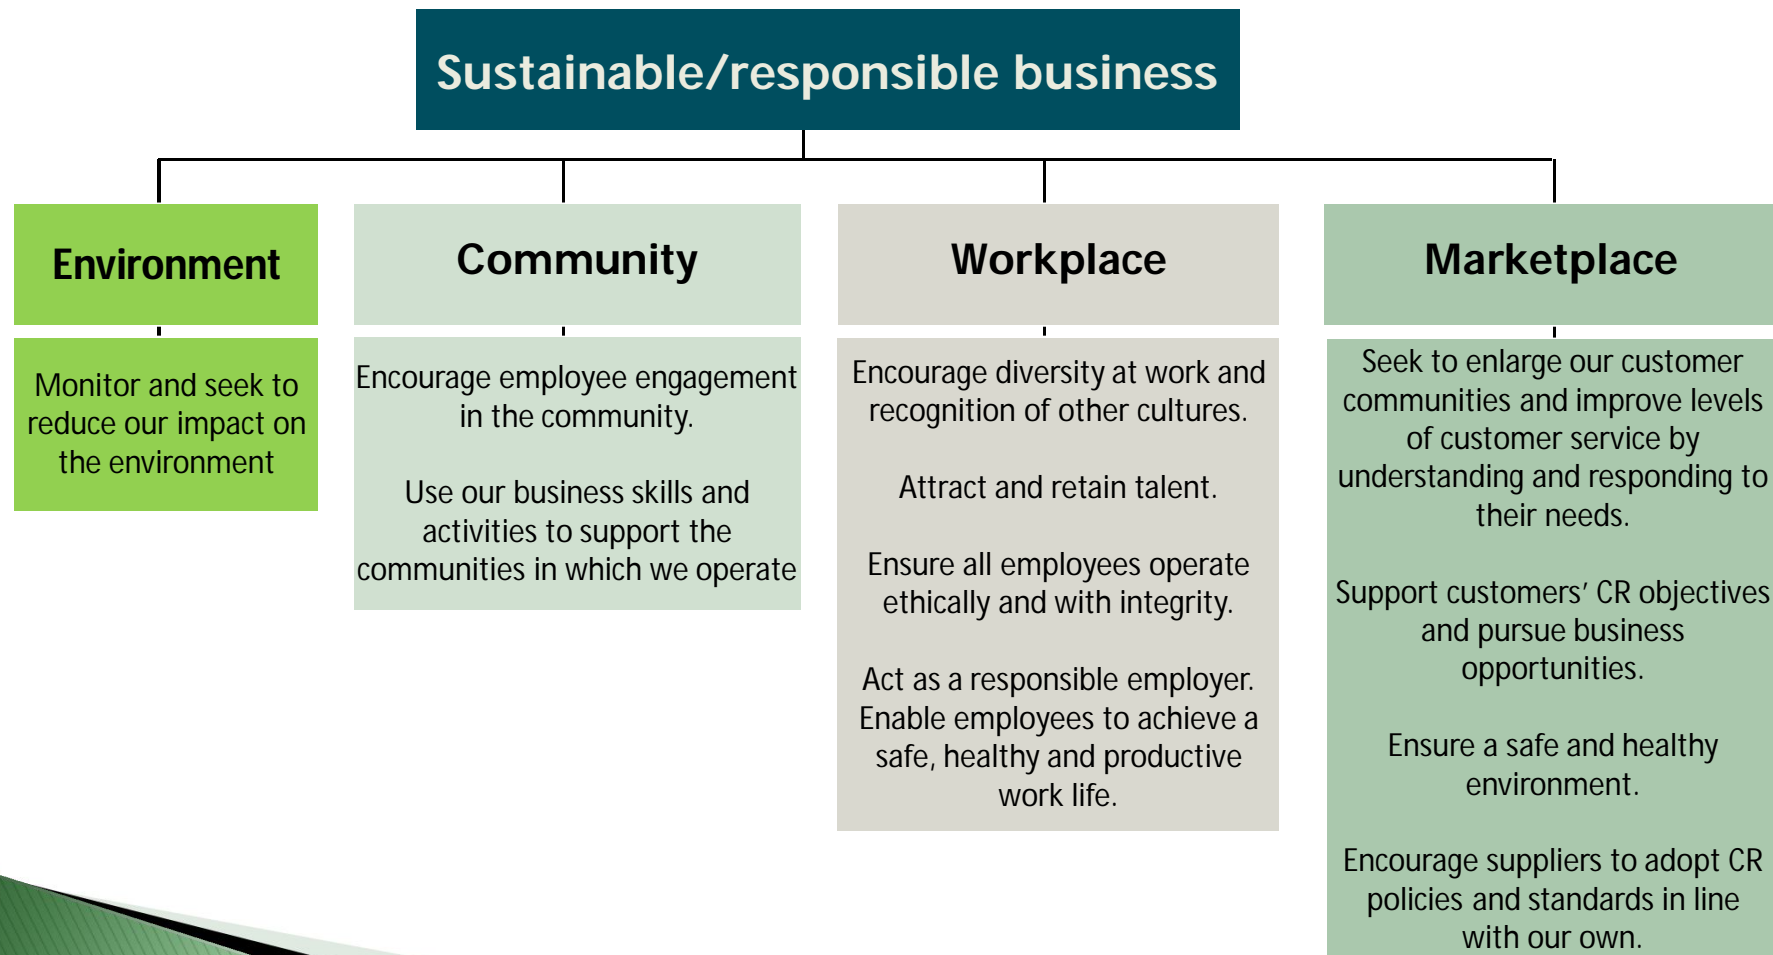 Sustainable/responsible business
Environment
Monitor and seek to
reduce our impact on
the environment
Community
Encourage employee engagement
in the community.
Use our business skills and
activities to support the
communities in which we operate
Workplace
Encourage diversity at work and
recognition of other cultures.
Attract and retain talent.
Ensure all employees operate
ethically and with integrity.
Act as a responsible employer.
Enable employees to achieve a
safe, healthy and productive
work life.
Marketplace
Seek to enlarge our customer
communities and improve levels
of customer service by
understanding and responding to
their needs.
Support customers’ CR objectives
and pursue business
opportunities.
Ensure a safe and healthy
environment.
Encourage suppliers to adopt CR
policies and standards in line
with our own.